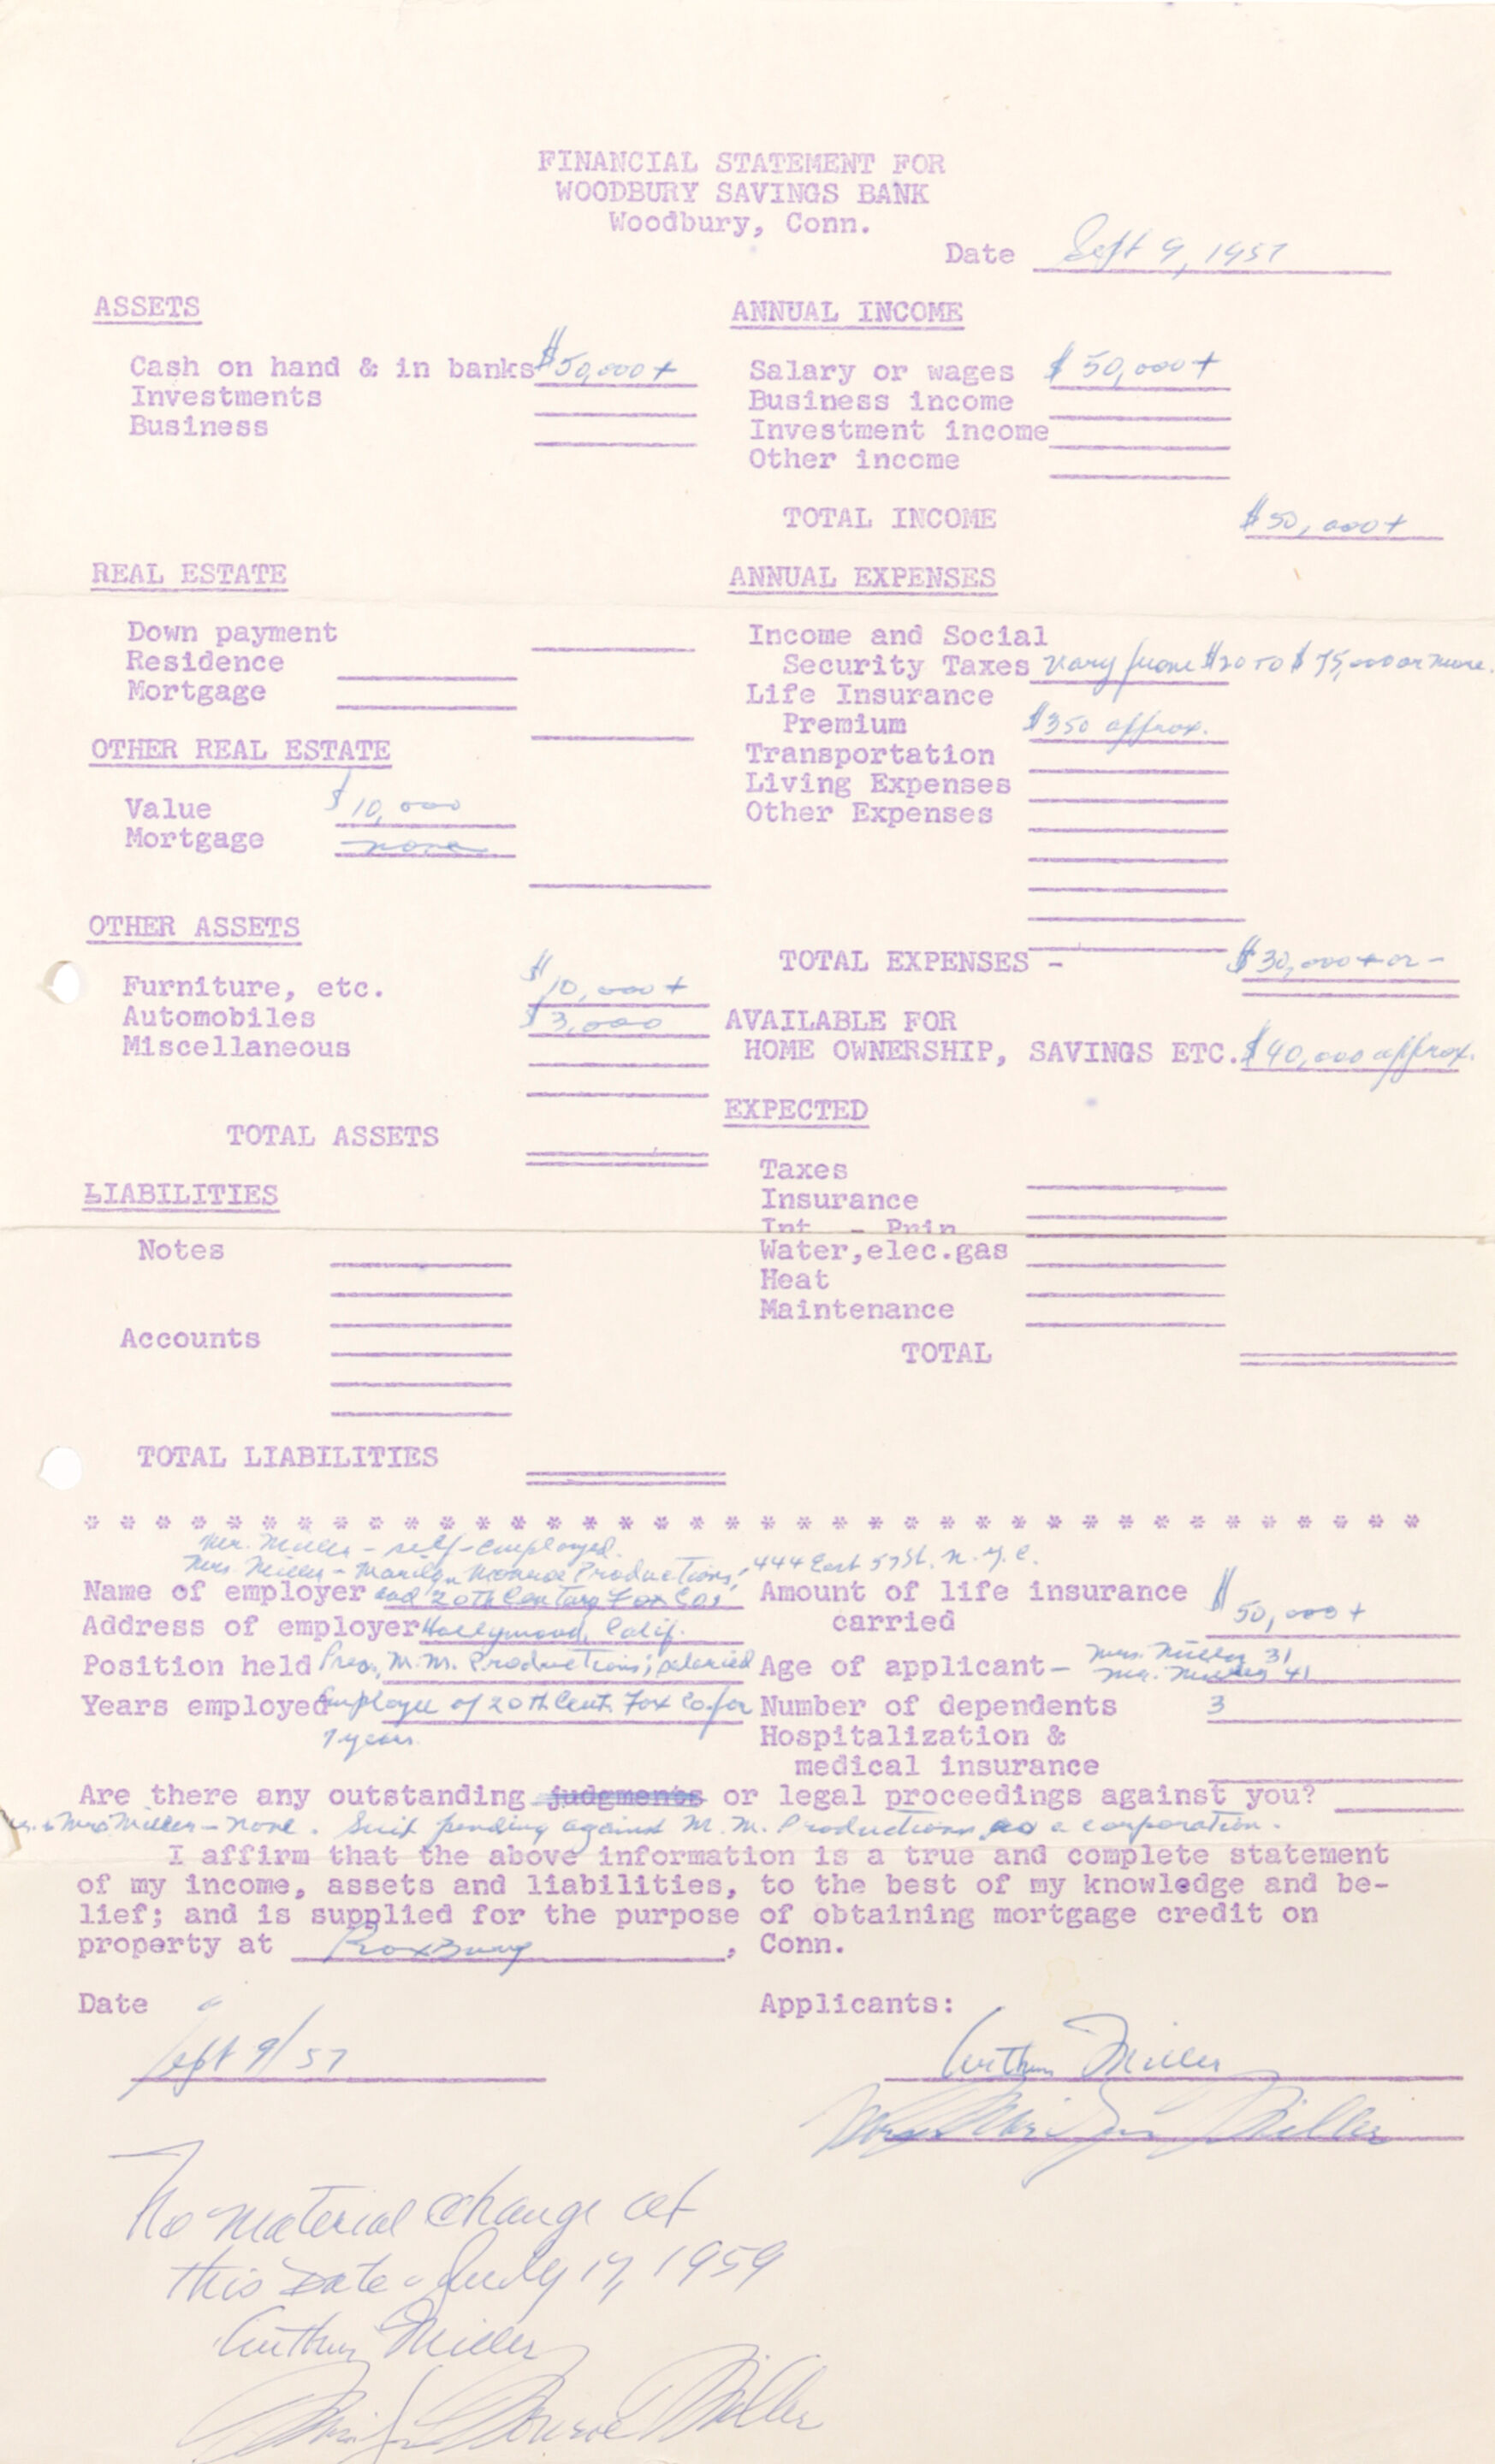 FINANCIAL STATEMENT FOR
WOODBURY SAVINGS BANK
Woodbury, Conn.
Date Sept 9, 1957
ASSETS
Cash on hand & in banks $50,000 +
Investments
Business
ANNUAL INCOME
Salary or wages $50,000 +
Business income
Investment income
Other income
TOTAL INCOME $50,000 +
REAL ESTATE
Down payment
Residence
Mortgage
OTHER REAL ESTATE
Value $10,000
Mortgage none
OTHER ASSETS
Furniture, etc. $10,000 +
Automobiles $3,000
Miscellaneous
TOTAL ASSETS
LIABILITIES
Notes
Accounts
TOTAL LIABILITIES
ANNUAL EXPENSES
Income and Social
Security Taxes Vary from $20 to $75,000 or more.
Life Insurance
Premium $350 approx.
Transportation
Living Expenses
Other Expenses
TOTAL EXPENSES - $30,000 + or -
AVAILABLE FOR
HOME OWNERSHIP, SAVINGS ETC. $40,000 approx.
EXPECTED
Taxes
Insurance
Int. - Prin
Water,elec.gas
Heat
Maintenance
TOTAL
* * * * * * * * * * * * * * * * * * * * * * * * * * * * * * * * * * * * * *
Mr. Miller - self-employed.
Mrs Miller - Marilyn Monroe Productions, 444 East 57 St. N.Y.C.
Name of employer and 20th Century Fox Co.
Address of employer Hollywood, Calif.
Position held Pres., M.M. Productions; salaried
Years employed employee of 20th Cent. Fox Co. for
7 years.
Amount of life insurance
carried $50,000 +
Age of applicant- Mrs. Miller 31
Mr. Miller 41
Number of dependents 3
Hospitalization &
medical insurance
Are there any outstanding judgments or legal proceedings against you?
Mrs Miller - none. Suit pending against M.M. Productions as a corporation.
I affirm that the above information is a true and complete statement
of my income, assets and liabilities, to the best of my knowledge and be-
lief; and is supplied for the purpose of obtaining mortgage credit on
property at Roxbury, Conn.
Date
Sept 9/57
Applicants:
Arthur Miller
Marilyn Miller
No material change at
this Date - July 17, 1959
Arthur Miller
Marilyn Monroe Miller